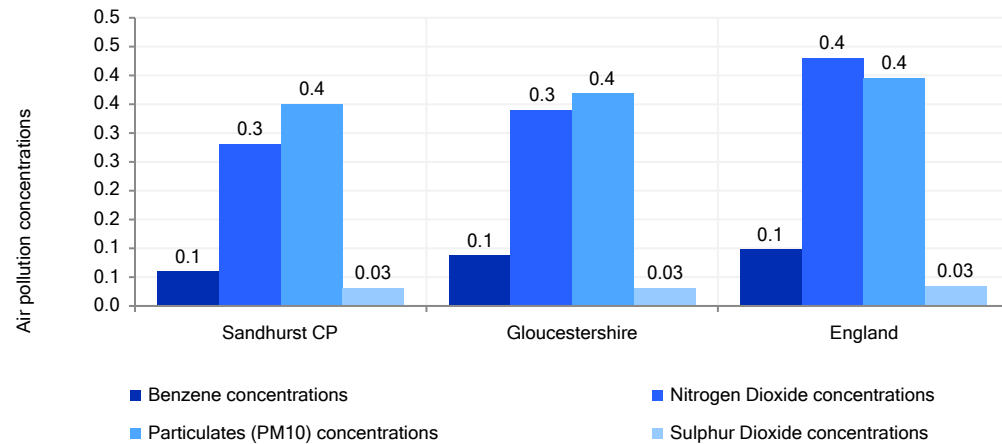 Air pollution concentrations
0.5
0.5
0.4
0.4
0.3
0.3
0.2
0.2
0.1
0.1
0.0
0.1
0.3
0.4
0.03
0.1
0.3
0.4
0.03
0.1
0.4
0.4
0.03
Sandhurst CP
Gloucestershire
England
Benzene concentrations
Nitrogen Dioxide concentrations
Particulates (PM10) concentrations
Sulphur Dioxide concentrations